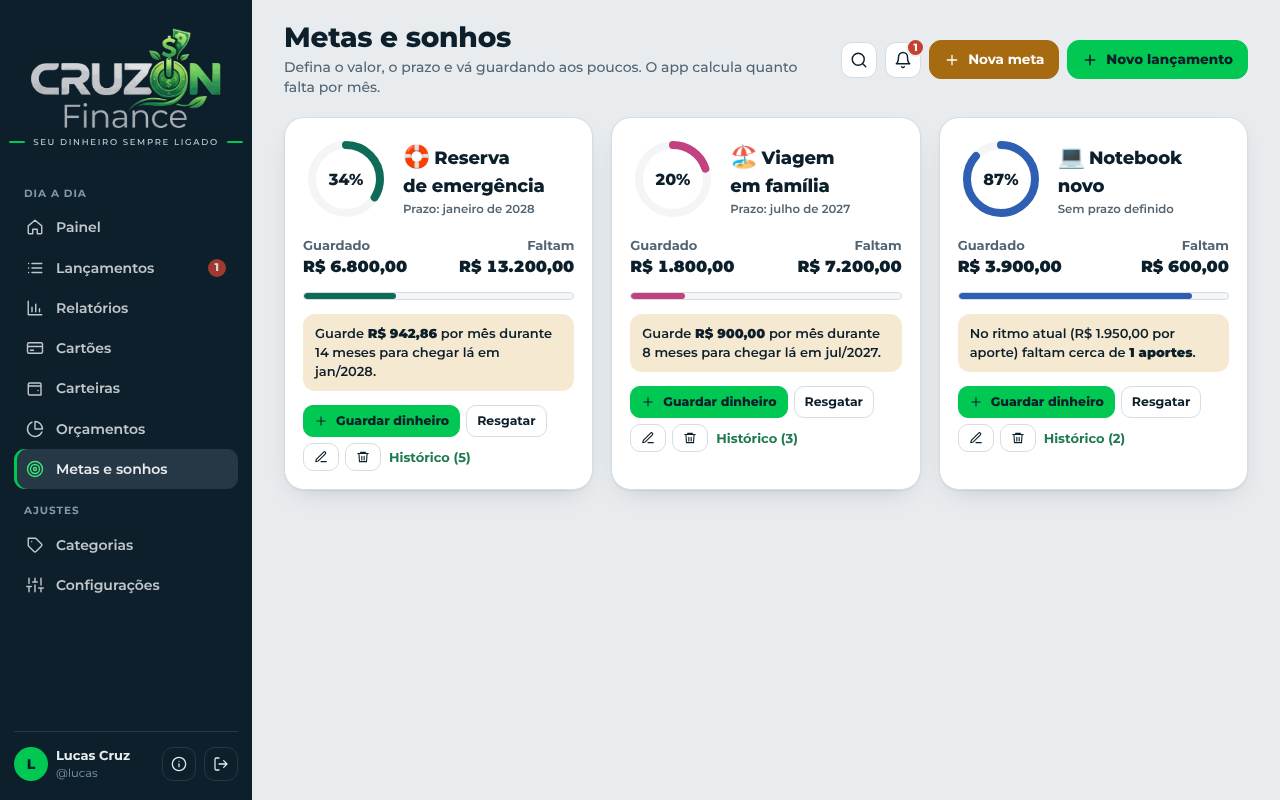 CRUZON
Finance
SEU DINHEIRO SEMPRE LIGADO
DIA A DIA
Painel
Lançamentos 1
Relatórios
Cartões
Carteiras
Orçamentos
Metas e sonhos
AJUSTES
Categorias
Configurações
L
Lucas Cruz
@lucas
Metas e sonhos
Defina o valor, o prazo e vá guardando aos poucos. O app calcula quanto
falta por mês.
1
+ Nova meta
+ Novo lançamento
34%
Reserva
de emergência
Prazo: janeiro de 2028
Guardado Faltam
R$ 6.800,00 R$ 13.200,00
Guarde R$ 942,86 por mês durante
14 meses para chegar lá em
jan/2028.
+ Guardar dinheiro Resgatar
Histórico (5)
20%
Viagem
em família
Prazo: julho de 2027
Guardado Faltam
R$ 1.800,00 R$ 7.200,00
Guarde R$ 900,00 por mês durante
8 meses para chegar lá em jul/2027.
+ Guardar dinheiro Resgatar
Histórico (3)
87%
Notebook
novo
Sem prazo definido
Guardado Faltam
R$ 3.900,00 R$ 600,00
No ritmo atual (R$ 1.950,00 por
aporte) faltam cerca de 1 aportes.
+ Guardar dinheiro Resgatar
Histórico (2)